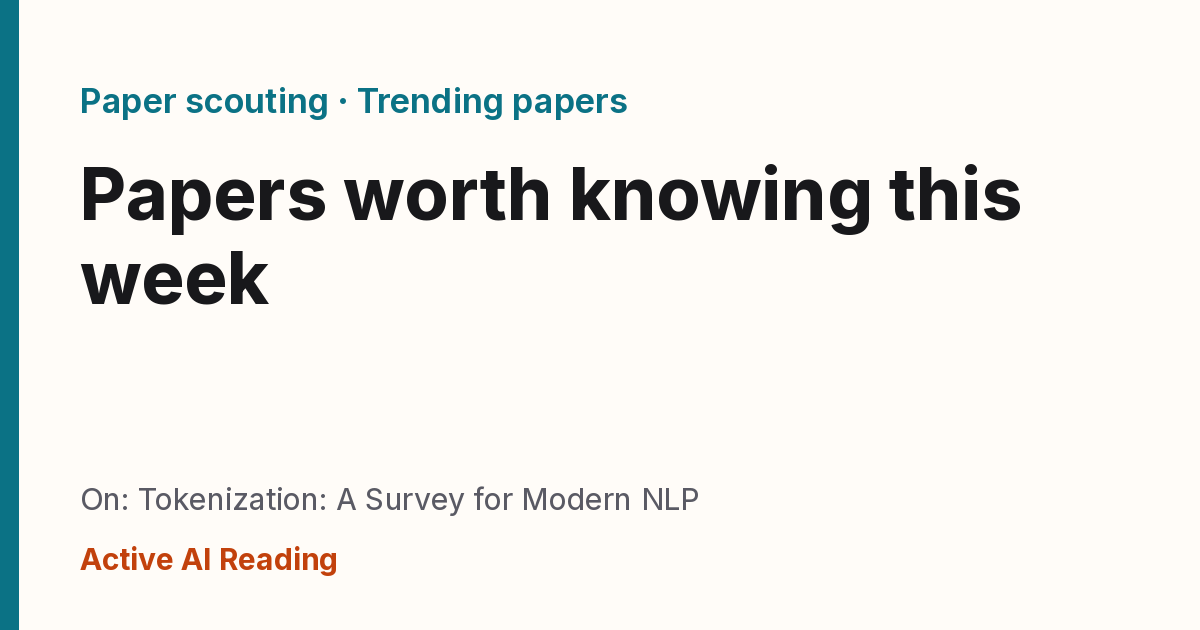 Paper scouting · Trending papers
Papers worth knowing this
week
On: Tokenization: A Survey for Modern NLP
Active AI Reading